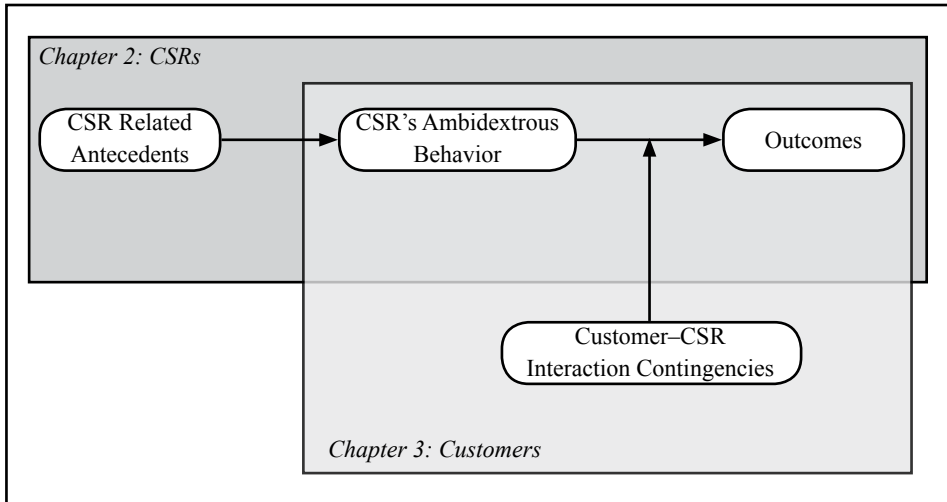 Chapter 2: CSRs
CSR Related
Antecedents
CSR's Ambidextrous
Behavior
Outcomes
Customer–CSR
Interaction Contingencies
Chapter 3: Customers